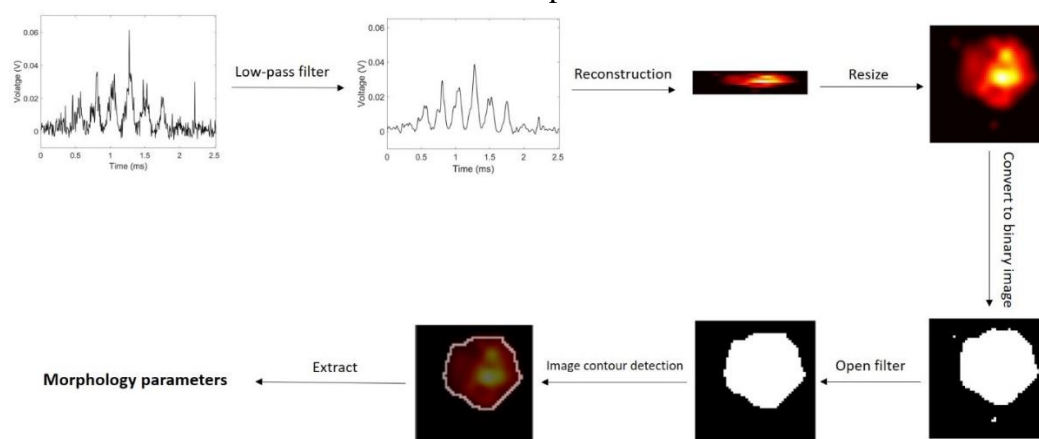 0.06
0.04
0.02
0
Volatge (V)
0 0.5 1 1.5 2 2.5
Time (ms)
Low-pass filter
0.06
0.04
0.02
0
Voltage (V)
0 0.5 1 1.5 2 2.5
Time (ms)
Reconstruction
Resize
Convert to binary image
Open filter
Image contour detection
Extract
Morphology parameters